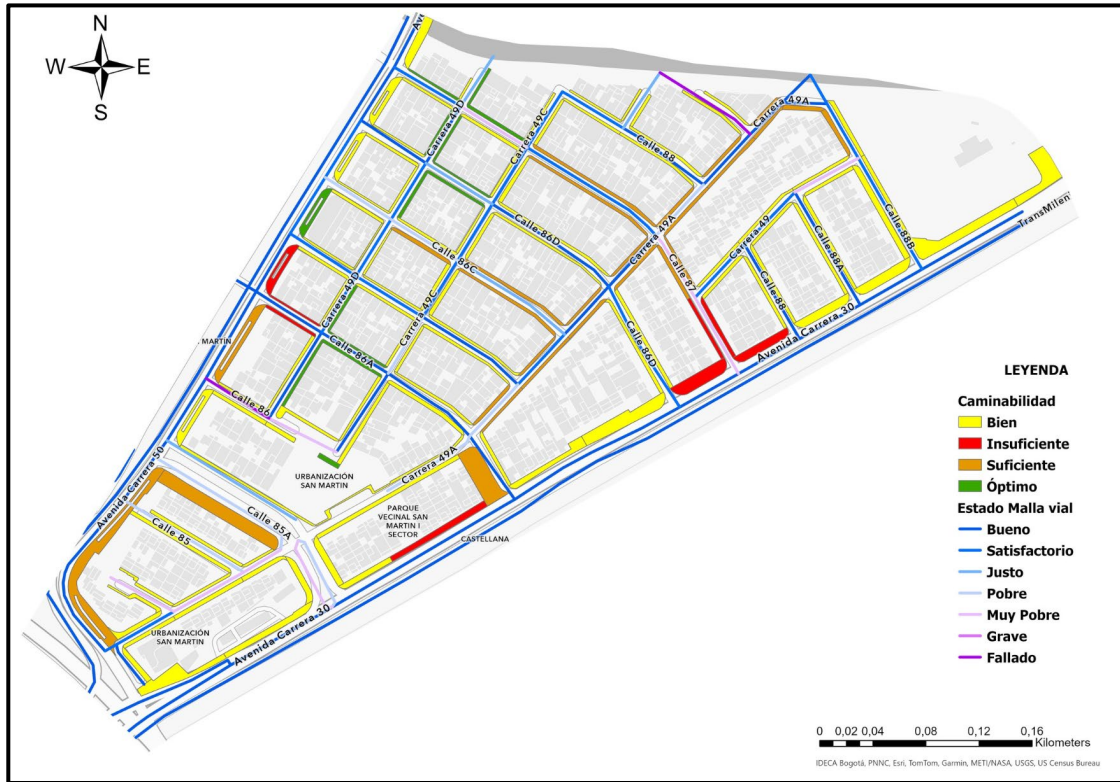 N
W E
S
Carrera 49D
Carrera 49C
Carrera 49A
Calle 88
Carrera 49A
Calle 86D
Calle 86C
Calle 87
Carrera 49
Calle 88A
Calle 88B
TransMilen
Carrera 49D
Carrera 49C
Calle 88
Avenida Carrera 30
Calle 86D
MARTIN
Calle 86A
Calle 86
Carrera 49A
URBANIZACIÓN
SAN MARTIN
Avenida-Carrera 50
PARQUE
VECINAL SAN
MARTIN I
SECTOR
CASTELLANA
Calle 85A
Calle 85
URBANIZACIÓN
SAN MARTIN
Avenida-Carrera 30
LEYENDA
Caminabilidad
Bien
Insuficiente
Suficiente
Óptimo
Estado Malla vial
Bueno
Satisfactorio
Justo
Pobre
Muy Pobre
Grave
Fallado
0 0,02 0,04 0,08 0,12 0,16
Kilometers
IDECA Bogotá, PNNC, Esri, TomTom, Garmin, METI/NASA, USGS, US Census Bureau